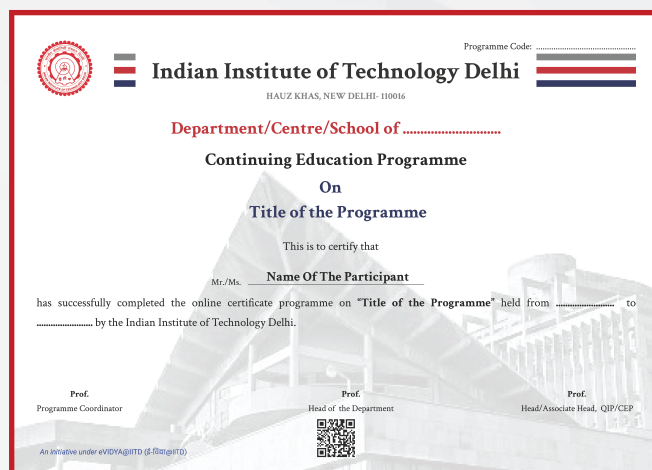 Programme Code: ..........................................
Indian Institute of Technology Delhi
HAUZ KHAS, NEW DELHI- 110016
Department/Centre/School of ............................
Continuing Education Programme
On
Title of the Programme
This is to certify that
Mr./Ms. Name Of The Participant
has successfully completed the online certificate programme on “Title of the Programme” held from ......................... to
........................ by the Indian Institute of Technology Delhi.
Prof. Prof. Prof.
Programme Coordinator Head of the Department Head/Associate Head, QIP/CEP
An initiative under eVIDYA@IITD (ई-विद्या@IITD)